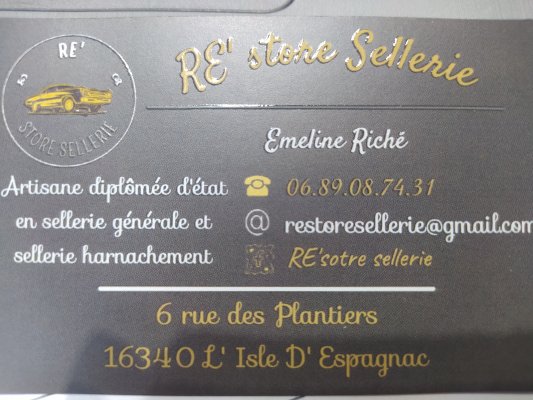 RE'
STORE SELLERIE
RE' store Sellerie
Emeline Riché
Artisane diplômée d'état
en sellerie générale et
sellerie harnachement
06.89.08.74.31
@ restoresellerie@gmail.com
RE'sotre sellerie
6 rue des Plantiers
16340 L' Isle D' Espagnac